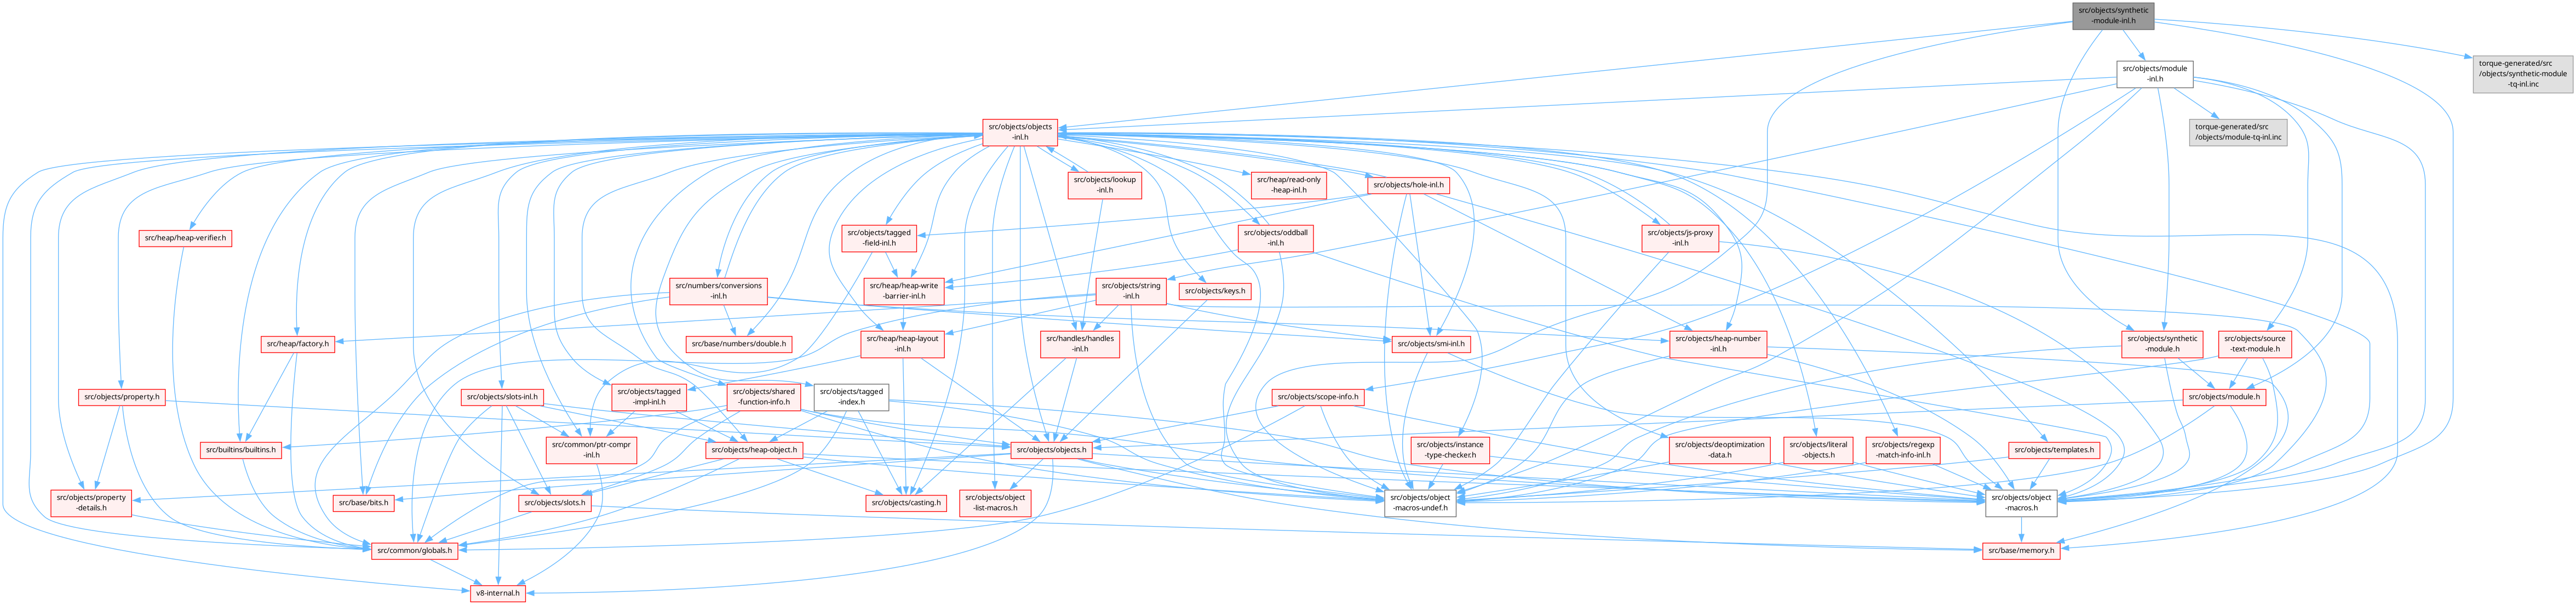 src/objects/synthetic
-module-inl.h
src/objects/module
-inl.h
torque-generated/src
/objects/synthetic-module
-tq-inl.inc
src/objects/objects
-inl.h
torque-generated/src
/objects/module-tq-inl.inc
src/objects/lookup
-inl.h
src/heap/read-only
-heap-inl.h
src/objects/hole-inl.h
src/heap/heap-verifier.h
src/objects/tagged
-field-inl.h
src/objects/oddball
-inl.h
src/objects/js-proxy
-inl.h
src/numbers/conversions
-inl.h
src/heap/heap-write
-barrier-inl.h
src/objects/string
-inl.h
src/objects/keys.h
src/heap/factory.h
src/base/numbers/double.h
src/heap/heap-layout
-inl.h
src/handles/handles
-inl.h
src/objects/smi-inl.h
src/objects/heap-number
-inl.h
src/objects/synthetic
-module.h
src/objects/source
-text-module.h
src/objects/property.h
src/objects/slots-inl.h
src/objects/tagged
-impl-inl.h
src/objects/shared
-function-info.h
src/objects/tagged
-index.h
src/objects/scope-info.h
src/objects/module.h
src/builtins/builtins.h
src/common/ptr-compr
-inl.h
src/objects/heap-object.h
src/objects/objects.h
src/objects/instance
-type-checker.h
src/objects/deoptimization
-data.h
src/objects/literal
-objects.h
src/objects/regexp
-match-info-inl.h
src/objects/templates.h
src/objects/property
-details.h
src/base/bits.h
src/objects/slots.h
src/objects/casting.h
src/objects/object
-list-macros.h
src/objects/object
-macros-undef.h
src/objects/object
-macros.h
src/common/globals.h
src/base/memory.h
v8-internal.h